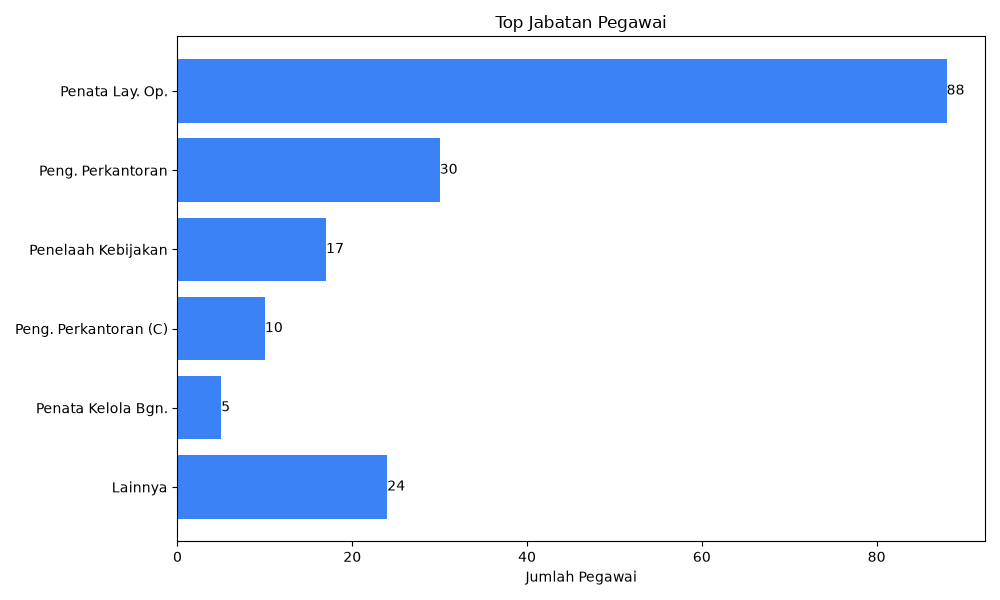 Top Jabatan Pegawai
Penata Lay. Op.
88
Peng. Perkantoran
30
Penelaah Kebijakan
17
Peng. Perkantoran (C)
10
Penata Kelola Bgn.
5
Lainnya
24
0 20 40 60 80
Jumlah Pegawai